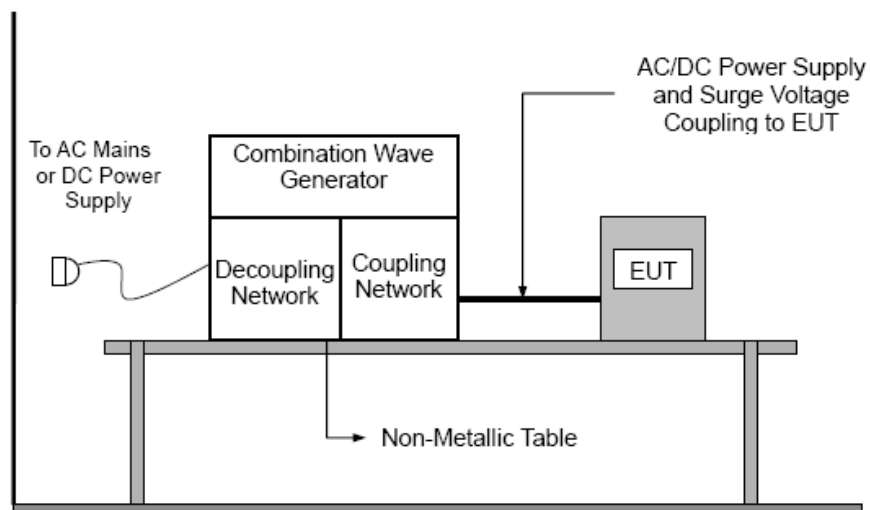 AC/DC Power Supply
and Surge Voltage
Coupling to EUT
To AC Mains
or DC Power
Supply
Combination Wave
Generator
Decoupling
Network
Coupling
Network
EUT
Non-Metallic Table